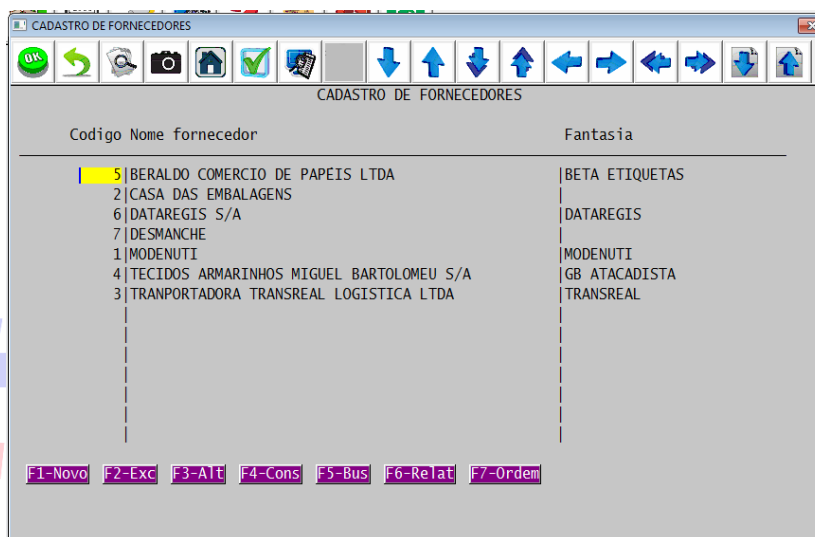 CADASTRO DE FORNECEDORES
OK
CADASTRO DE FORNECEDORES
Codigo Nome fornecedor Fantasia
5 BERALDO COMERCIO DE PAPÉIS LTDA BETA ETIQUETAS
2 CASA DAS EMBALAGENS
6 DATAREGIS S/A DATAREGIS
7 DESMANCHE
1 MODENUTI MODENUTI
4 TECIDOS ARMARINHOS MIGUEL BARTOLOMEU S/A GB ATACADISTA
3 TRANPORTADORA TRANSREAL LOGISTICA LTDA TRANSREAL
F1-Novo F2-Exc F3-Alt F4-Cons F5-Bus F6-Relat F7-Ordem